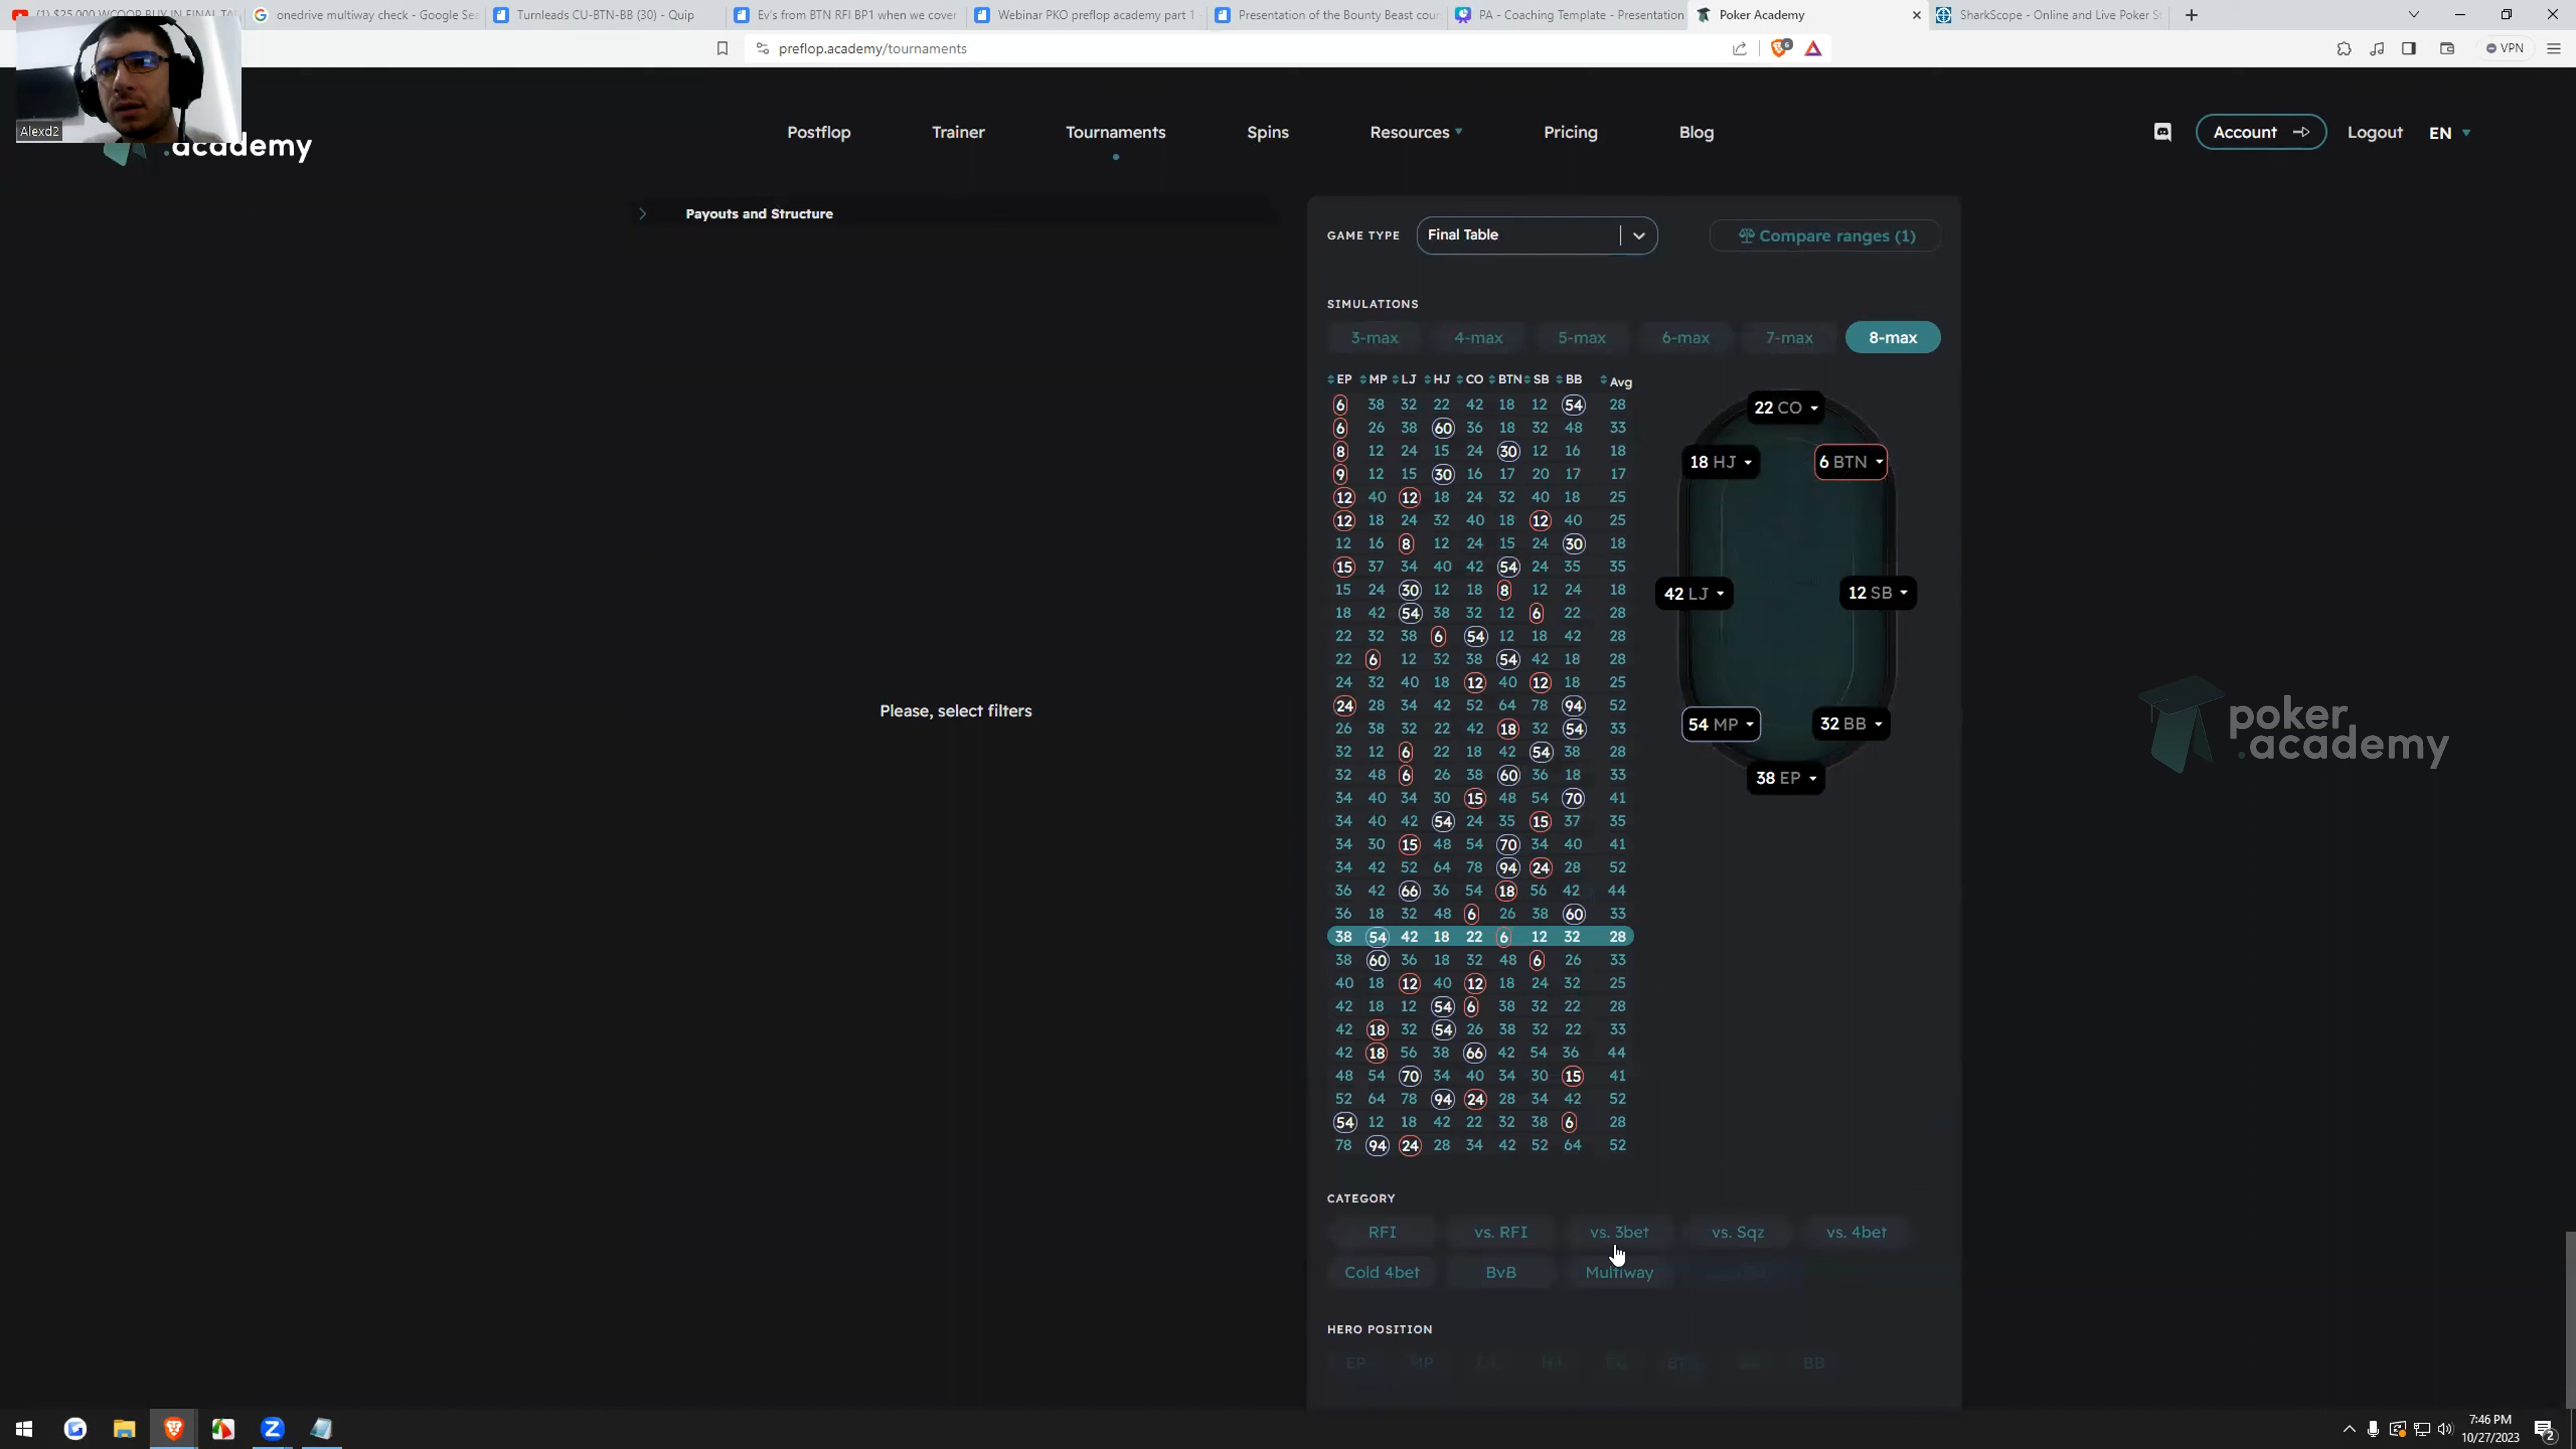 (1) $25,000 WCOOP BUY IN FINAL TA
onedrive multiway check - Google Sea
Turnleads CU-BTN-BB (30) - Quip
Ev's from BTN RFI BP1 when we cover
Webinar PKO preflop academy part 1
Presentation of the Bounty Beast cour
PA - Coaching Template - Presentation
Poker Academy
SharkScope - Online and Live Poker St
preflop.academy/tournaments
6
VPN
Alexd2
.academy
Postflop
Trainer
Tournaments
Spins
Resources
Pricing
Blog
Account
Logout
EN
Payouts and Structure
GAME TYPE
Final Table
Compare ranges (1)
SIMULATIONS
3-max 4-max 5-max 6-max 7-max 8-max
EP MP LJ HJ CO BTN SB BB Avg
6 38 32 22 42 18 12 54 28
6 26 38 60 36 18 32 48 33
8 12 24 15 24 30 12 16 18
9 12 15 30 16 17 20 17 17
12 40 12 18 24 32 40 18 25
12 18 24 32 40 18 12 40 25
12 16 8 12 24 15 24 30 18
15 37 34 40 42 54 24 35 35
15 24 30 12 18 8 12 24 18
18 42 54 38 32 12 6 22 28
22 32 38 6 54 12 18 42 28
22 6 12 32 38 54 42 18 28
24 32 40 18 12 40 12 18 25
24 28 34 42 52 64 78 94 52
26 38 32 22 42 18 32 54 33
32 12 6 22 18 42 54 38 28
32 48 6 26 38 60 36 18 33
34 40 34 30 15 48 54 70 41
34 40 42 54 24 35 15 37 35
34 30 15 48 54 70 34 40 41
34 42 52 64 78 94 24 28 52
36 42 66 36 54 18 56 42 44
36 18 32 48 6 26 38 60 33
38 54 42 18 22 6 12 32 28
38 60 36 18 32 48 6 26 33
40 18 12 40 12 18 24 32 25
42 18 12 54 6 38 32 22 28
42 18 32 54 26 38 32 22 33
42 18 56 38 66 42 54 36 44
48 54 70 34 40 34 30 15 41
52 64 78 94 24 28 34 42 52
54 12 18 42 22 32 38 6 28
78 94 24 28 34 42 52 64 52
22 CO
18 HJ
6 BTN
42 LJ
12 SB
54 MP
32 BB
38 EP
Please, select filters
poker
.academy
CATEGORY
RFI vs. RFI vs. 3bet vs. Sqz vs. 4bet
Cold 4bet BvB Multiway
HERO POSITION
EP MP LJ HJ BB
7:46 PM
10/27/2023
2